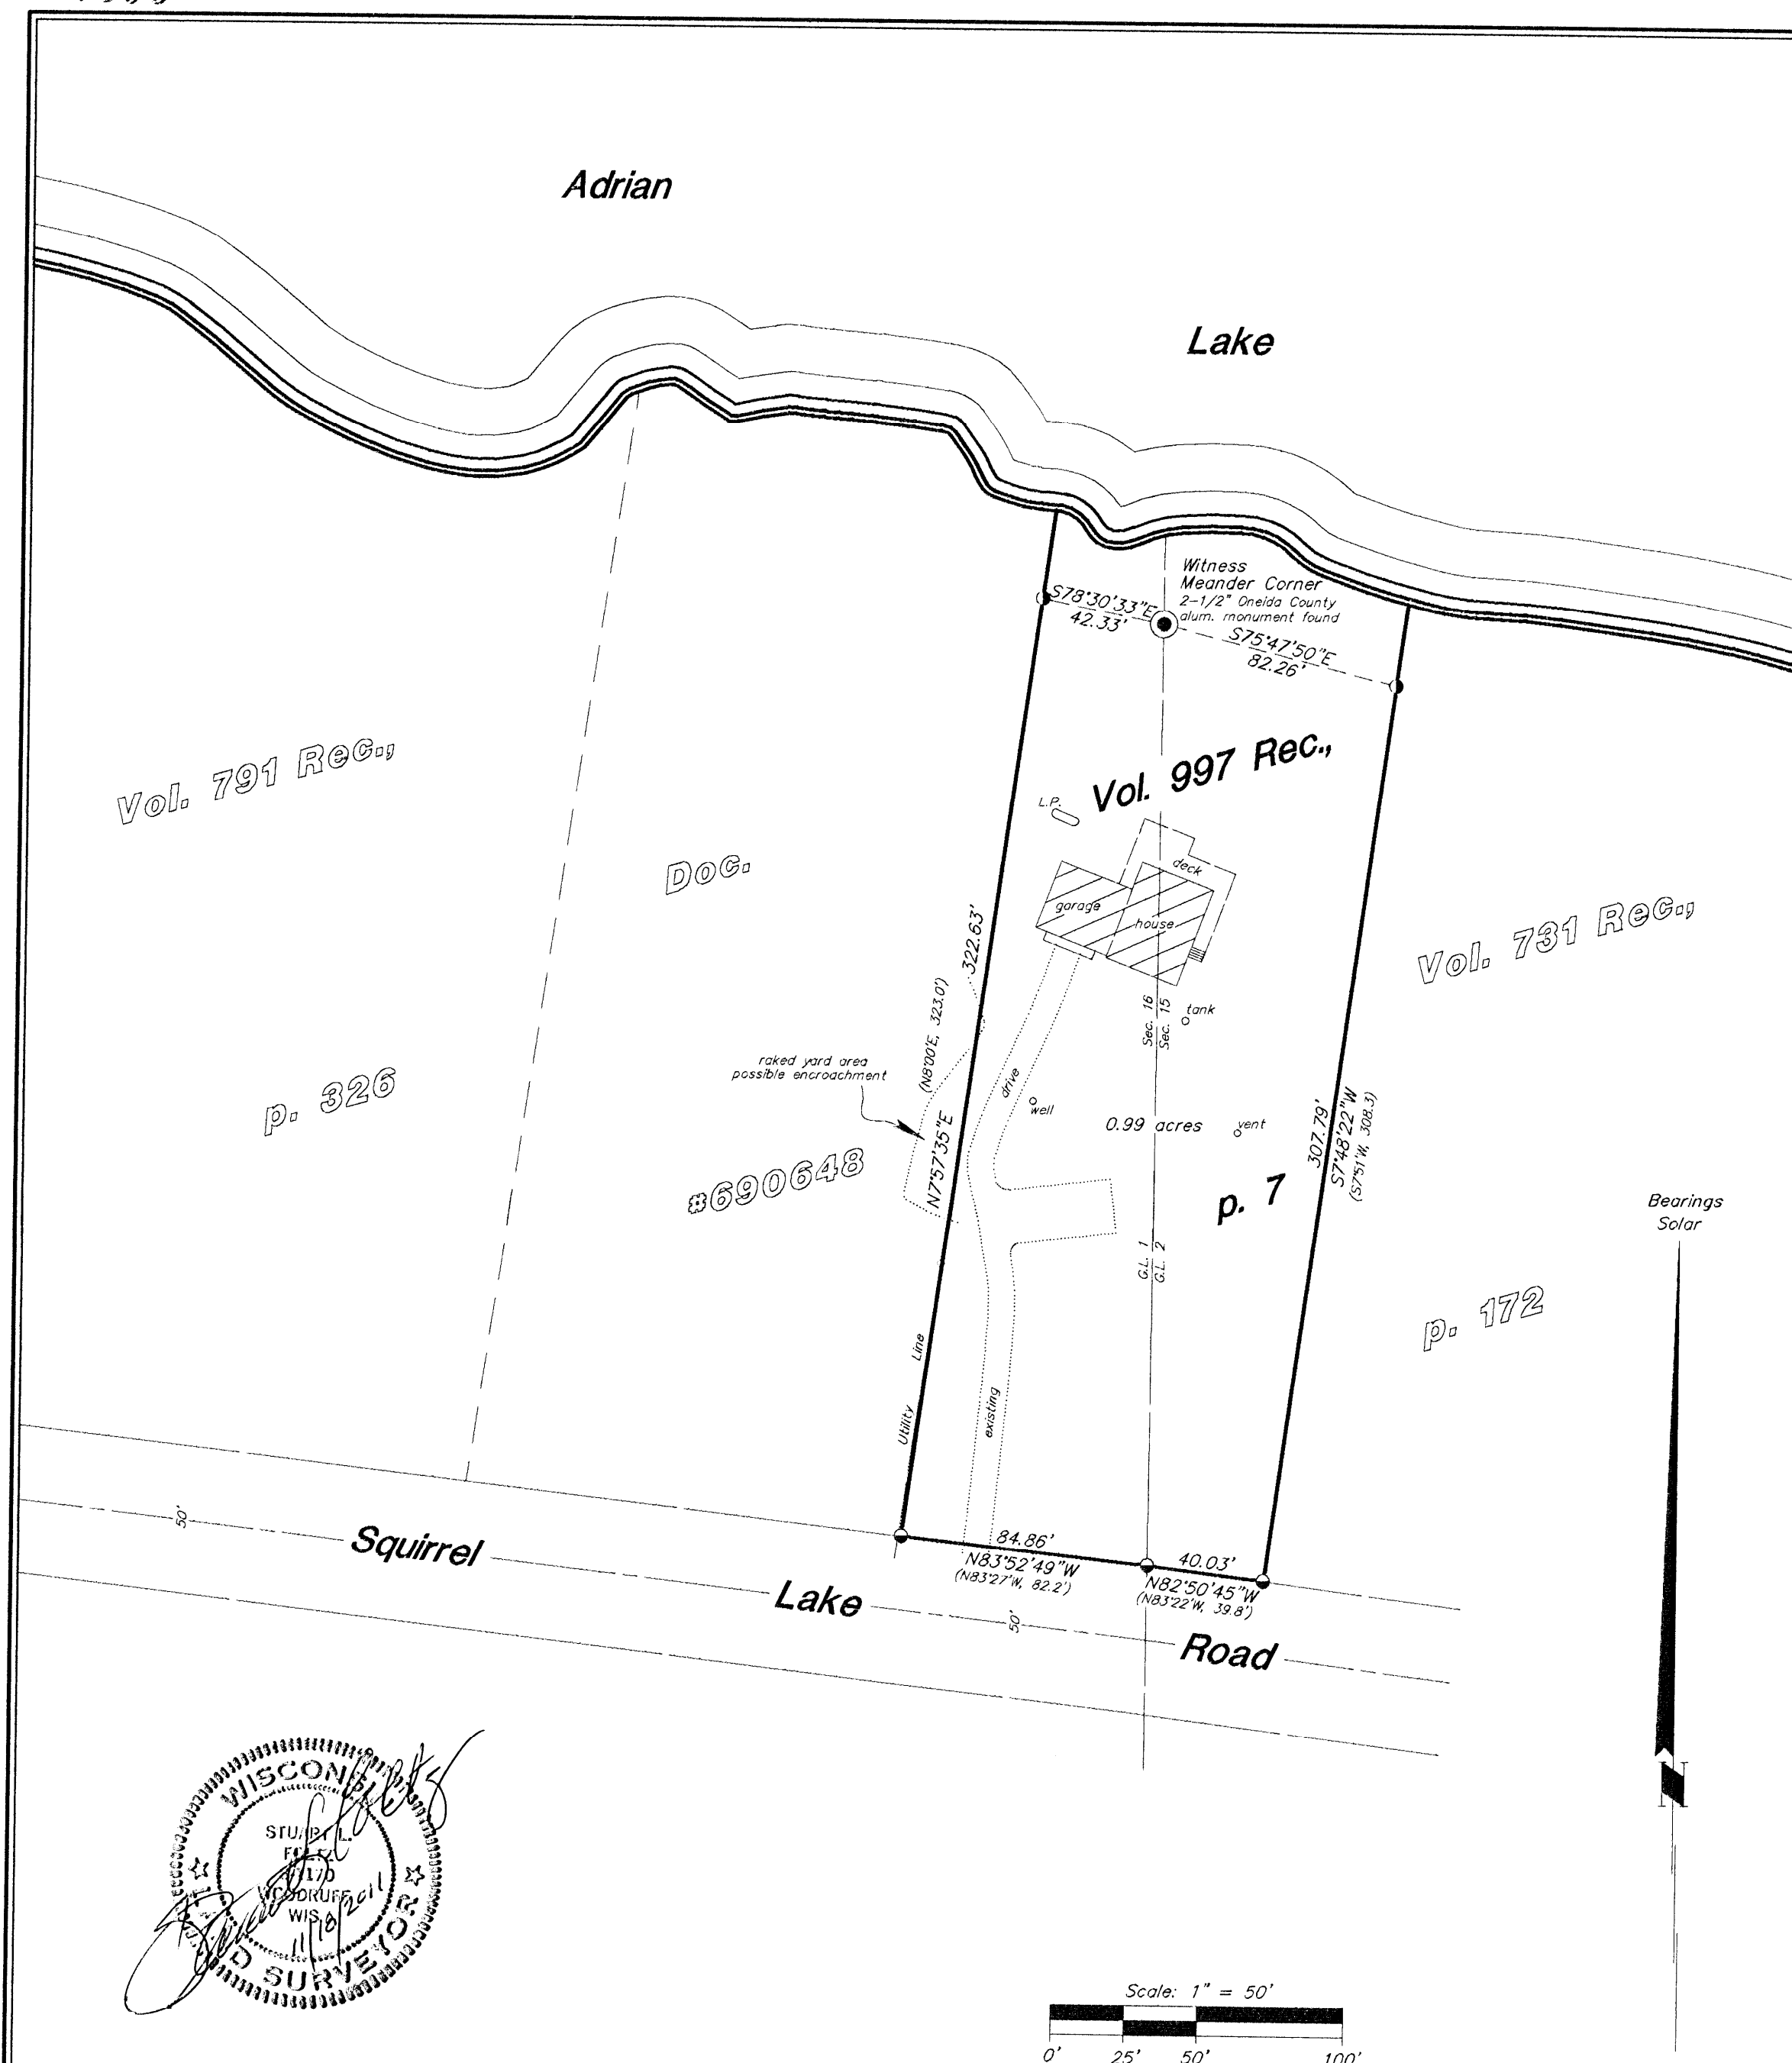 Adrian
Lake
Witness
Meander Corner
2-1/2" Oneida County
alum. monument found
S78°30'33"E
42.33'
S75°47'50"E
82.26'
Vol. 791 Rec.,
p. 326
Doc.
#690648
Vol. 997 Rec.,
p. 7
Vol. 731 Rec.,
p. 172
L.P.
deck
garage
house
Sec. 16
Sec. 15
tank
322.63'
(N8°00'E, 323.0')
N7°57'35"E
raked yard area
possible encroachment
drive
well
0.99 acres
vent
307.79'
S7°48'22"W
(S7°51'W, 308.3)
G.L. 1
G.L. 2
Bearings
Solar
N
Utility Line
existing
84.86'
N83°52'49"W
(N83°27'W, 82.2')
40.03'
N82°50'45"W
(N83°22'W, 39.8')
50'
Squirrel
Lake
50'
Road
WISCONSIN
STUART L.
WOODRUFF
WIS.
11/18/2011
LAND SURVEYOR
Scale: 1" = 50'
0' 25' 50' 100'